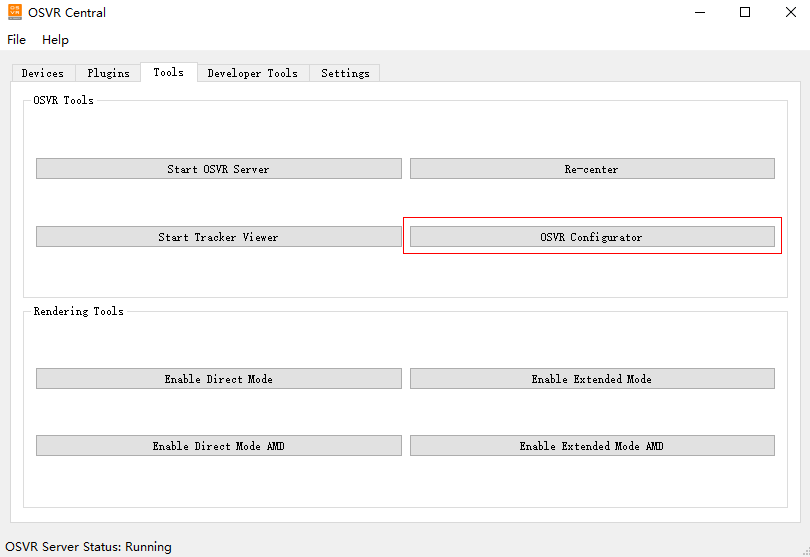 OSVR Central
File Help
Devices Plugins Tools Developer Tools Settings
OSVR Tools
Start OSVR Server Re-center
Start Tracker Viewer OSVR Configurator
Rendering Tools
Enable Direct Mode Enable Extended Mode
Enable Direct Mode AMD Enable Extended Mode AMD
OSVR Server Status: Running